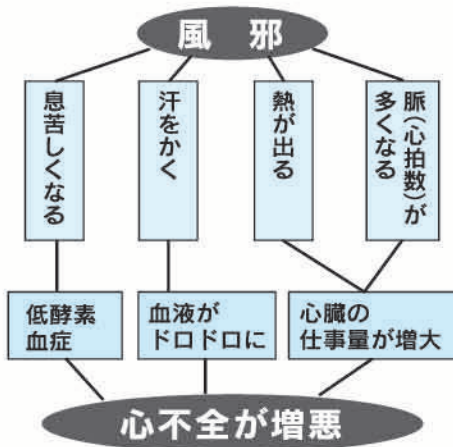 風 邪
息苦しくなる
汗をかく
熱が出る
脈(心拍数)が
多くなる
低酵素
血症
血液が
ドロドロに
心臓の
仕事量が増大
心不全が増悪